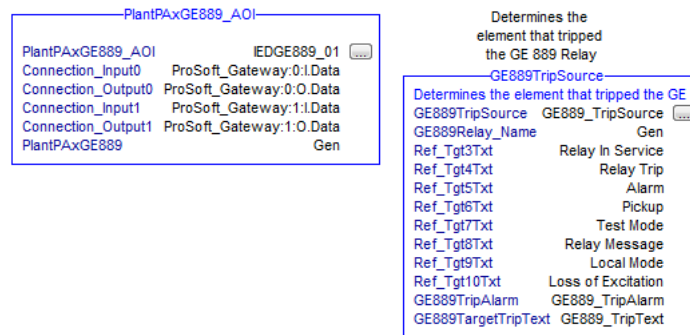 PlantPAxGE889_AOI
PlantPAxGE889_AOI IEDGE889_01 ...
Connection_Input0 ProSoft_Gateway:0:I.Data
Connection_Output0 ProSoft_Gateway:0:O.Data
Connection_Input1 ProSoft_Gateway:1:I.Data
Connection_Output1 ProSoft_Gateway:1:O.Data
PlantPAxGE889 Gen
Determines the
element that tripped
the GE 889 Relay
GE889TripSource
Determines the element that tripped the GE
GE889TripSource GE889_TripSource ...
GE889Relay_Name Gen
Ref_Tgt3Txt Relay In Service
Ref_Tgt4Txt Relay Trip
Ref_Tgt5Txt Alarm
Ref_Tgt6Txt Pickup
Ref_Tgt7Txt Test Mode
Ref_Tgt8Txt Relay Message
Ref_Tgt9Txt Local Mode
Ref_Tgt10Txt Loss of Excitation
GE889TripAlarm GE889_TripAlarm
GE889TargetTripText GE889_TripText